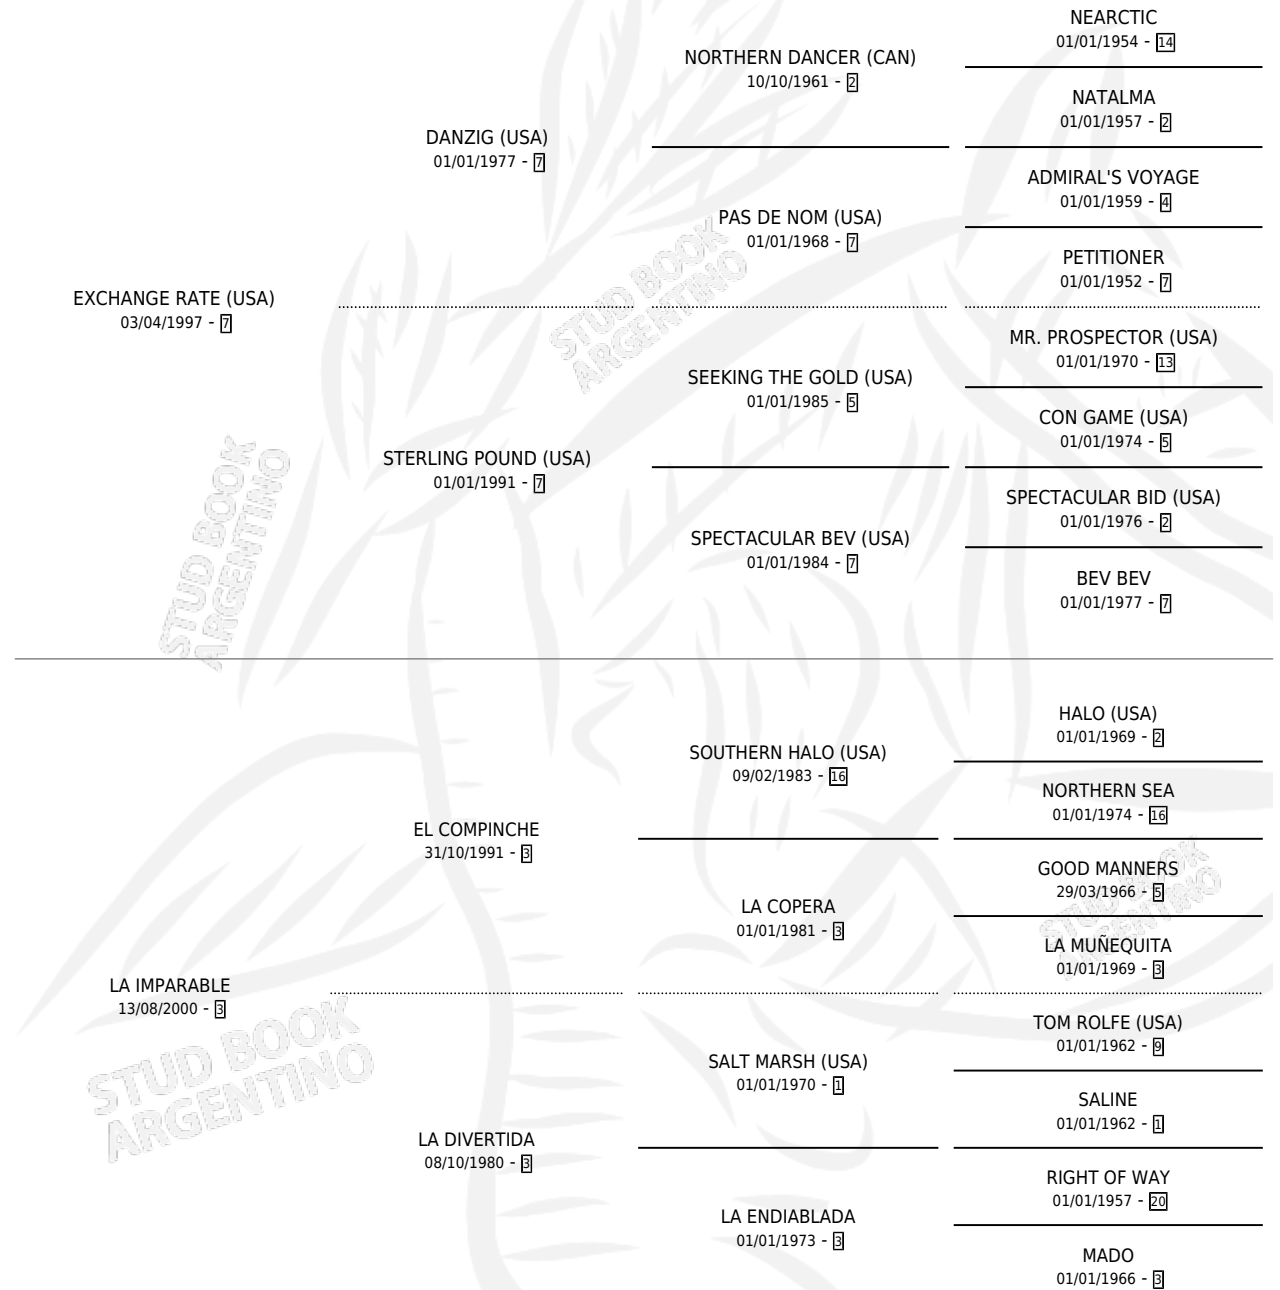 NEARCTIC
01/01/1954 - 14
NORTHERN DANCER (CAN)
10/10/1961 - 2
NATALMA
01/01/1957 - 2
DANZIG (USA)
01/01/1977 - 7
ADMIRAL'S VOYAGE
01/01/1959 - 4
PAS DE NOM (USA)
01/01/1968 - 7
PETITIONER
01/01/1952 - 7
EXCHANGE RATE (USA)
03/04/1997 - 7
STUD BOOK
ARGENTINO
MR. PROSPECTOR (USA)
01/01/1970 - 13
SEEKING THE GOLD (USA)
01/01/1985 - 5
CON GAME (USA)
01/01/1974 - 5
STERLING POUND (USA)
01/01/1991 - 7
SPECTACULAR BID (USA)
01/01/1976 - 2
SPECTACULAR BEV (USA)
01/01/1984 - 7
BEV BEV
01/01/1977 - 7
STUD BOOK
ARGENTINO
HALO (USA)
01/01/1969 - 2
SOUTHERN HALO (USA)
09/02/1983 - 16
NORTHERN SEA
01/01/1974 - 16
EL COMPINCHE
31/10/1991 - 3
GOOD MANNERS
29/03/1966 - 5
LA COPERA
01/01/1981 - 3
STUD BOOK
ARGENTINO
LA MUÑEQUITA
01/01/1969 - 3
LA IMPARABLE
13/08/2000 - 3
TOM ROLFE (USA)
01/01/1962 - 9
SALT MARSH (USA)
01/01/1970 - 1
SALINE
01/01/1962 - 1
STUD BOOK
ARGENTINO
LA DIVERTIDA
08/10/1980 - 3
RIGHT OF WAY
01/01/1957 - 20
LA ENDIABLADA
01/01/1973 - 3
MADO
01/01/1966 - 3